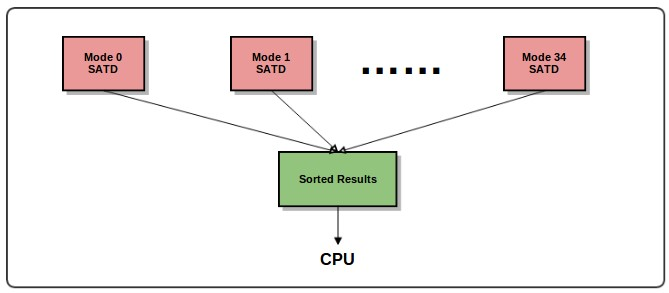 Mode 0
SATD
Mode 1
SATD
......
Mode 34
SATD
Sorted Results
CPU